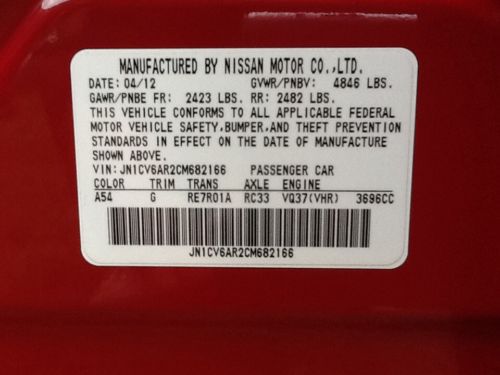 MANUFACTURED BY NISSAN MOTOR CO.,LTD.
DATE: 04/12 GVWR/PNBV: 4846 LBS.
GAWR/PNBE FR: 2423 LBS. RR: 2482 LBS.
THIS VEHICLE CONFORMS TO ALL APPLICABLE FEDERAL
MOTOR VEHICLE SAFETY,BUMPER,AND THEFT PREVENTION
STANDARDS IN EFFECT ON THE DATE OF MANUFACTURE
SHOWN ABOVE.
VIN: JN1CV6AR2CM682166 PASSENGER CAR
COLOR TRIM TRANS AXLE ENGINE
A54 G RE7R01A RC33 VQ37(VHR) 3696CC
JN1CV6AR2CM682166